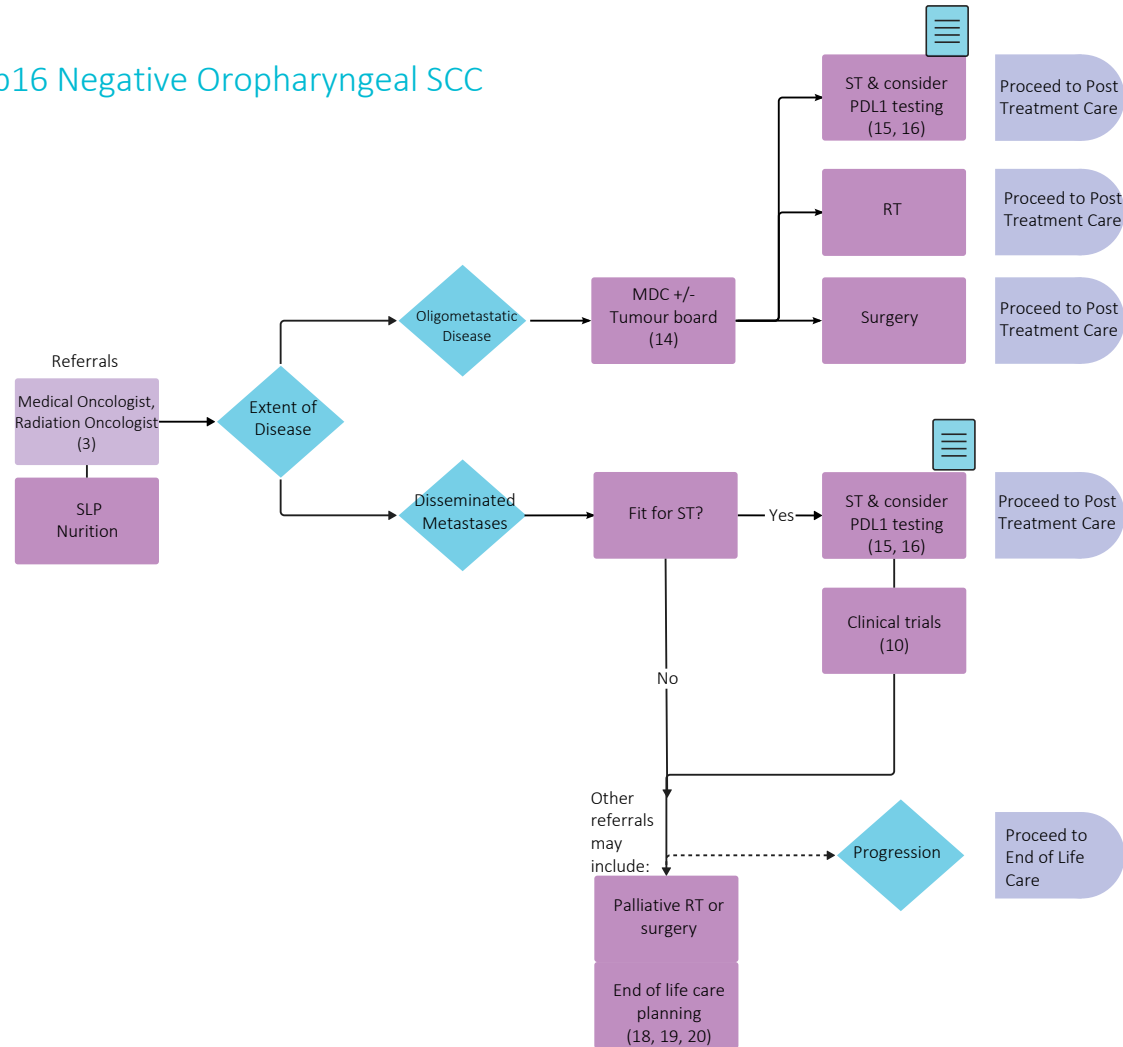 p16 Negative Oropharyngeal SCC
ST & consider
PDL1 testing
(15, 16)
Proceed to Post
Treatment Care
RT
Proceed to Post
Treatment Care
Oligometastatic
Disease
MDC +/-
Tumour board
(14)
Surgery
Proceed to Post
Treatment Care
Referrals
Medical Oncologist,
Radiation Oncologist
(3)
SLP
Nurition
Extent of
Disease
Disseminated
Metastases
Fit for ST?
Yes
ST & consider
PDL1 testing
(15, 16)
Proceed to Post
Treatment Care
Clinical trials
(10)
No
Other
referrals
may
include:
Progression
Proceed to
End of Life
Care
Palliative RT or
surgery
End of life care
planning
(18, 19, 20)